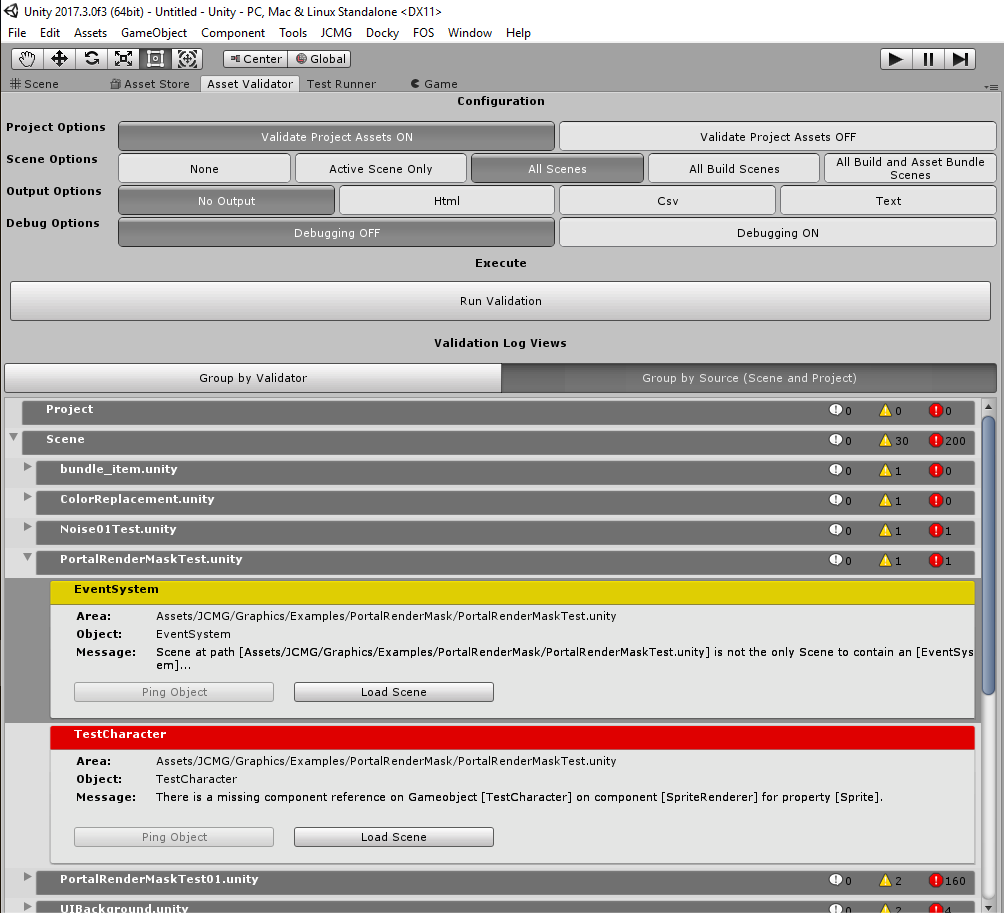 Unity 2017.3.0f3 (64bit) - Untitled - Unity - PC, Mac & Linux Standalone <DX11>
File Edit Assets GameObject Component Tools JCMG Docky FOS Window Help
Center Global
Scene Asset Store Asset Validator Test Runner Game
Configuration
Project Options Validate Project Assets ON Validate Project Assets OFF
Scene Options None Active Scene Only All Scenes All Build Scenes All Build and Asset Bundle Scenes
Output Options No Output Html Csv Text
Debug Options Debugging OFF Debugging ON
Execute
Run Validation
Validation Log Views
Group by Validator Group by Source (Scene and Project)
Project 0 0 0
Scene 0 30 200
bundle_item.unity 0 1 0
ColorReplacement.unity 0 1 0
Noise01Test.unity 0 1 1
PortalRenderMaskTest.unity 0 1 1
EventSystem
Area: Assets/JCMG/Graphics/Examples/PortalRenderMask/PortalRenderMaskTest.unity
Object: EventSystem
Message: Scene at path [Assets/JCMG/Graphics/Examples/PortalRenderMask/PortalRenderMaskTest.unity] is not the only Scene to contain an [EventSys
em]...
Ping Object Load Scene
TestCharacter
Area: Assets/JCMG/Graphics/Examples/PortalRenderMask/PortalRenderMaskTest.unity
Object: TestCharacter
Message: There is a missing component reference on Gameobject [TestCharacter] on component [SpriteRenderer] for property [Sprite].
Ping Object Load Scene
PortalRenderMaskTest01.unity 0 2 160
UIBackground.unity 0 2 4